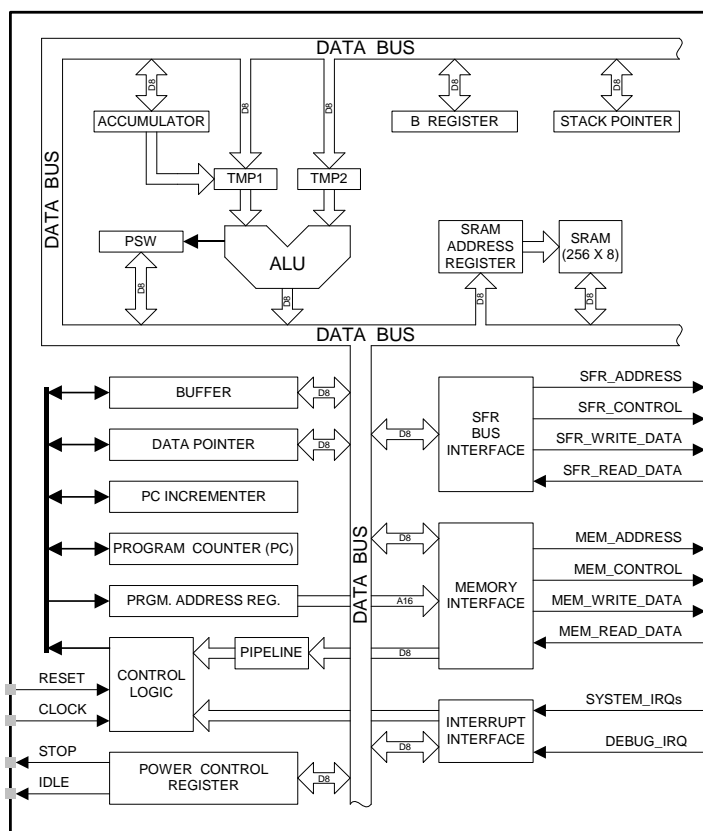 DATA BUS
D8
D8
D8
D8
D8
ACCUMULATOR
B REGISTER
STACK POINTER
DATA BUS
TMP1
TMP2
PSW
ALU
SRAM
ADDRESS
REGISTER
SRAM
(256 X 8)
D8
D8
D8
D8
DATA BUS
BUFFER
D8
SFR_ADDRESS
SFR
BUS
INTERFACE
SFR_CONTROL
DATA POINTER
D8
D8
SFR_WRITE_DATA
SFR_READ_DATA
PC INCREMENTER
DATA BUS
PROGRAM COUNTER (PC)
D8
MEM_ADDRESS
MEMORY
INTERFACE
MEM_CONTROL
PRGM. ADDRESS REG.
A16
MEM_WRITE_DATA
MEM_READ_DATA
CONTROL
LOGIC
PIPELINE
D8
RESET
CLOCK
INTERRUPT
INTERFACE
SYSTEM_IRQs
D8
DEBUG_IRQ
STOP
POWER CONTROL
REGISTER
D8
IDLE